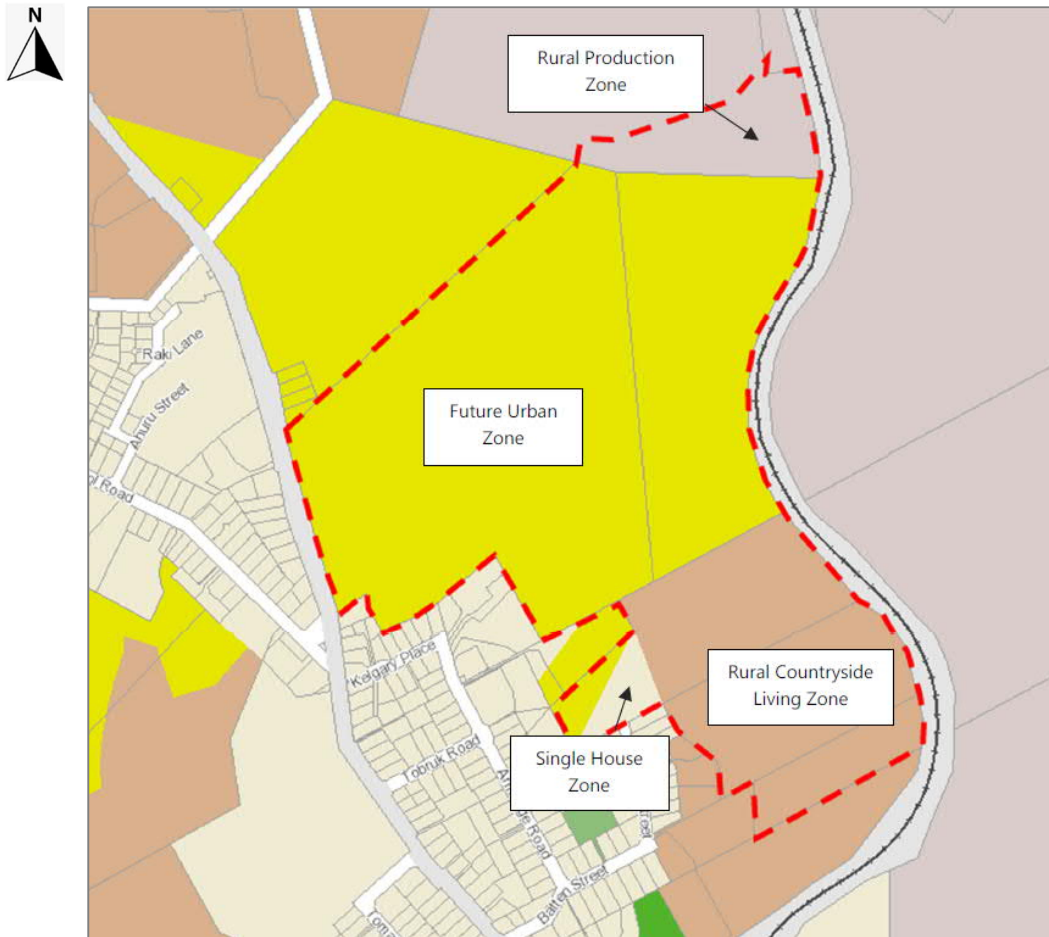 N
Rural Production
Zone
Raki Lane
Ahuru Street
Future Urban
Zone
ol Road
Kelgary Place
Rural Countryside
Living Zone
Tobruk Road
Single House
Zone
Batten Street